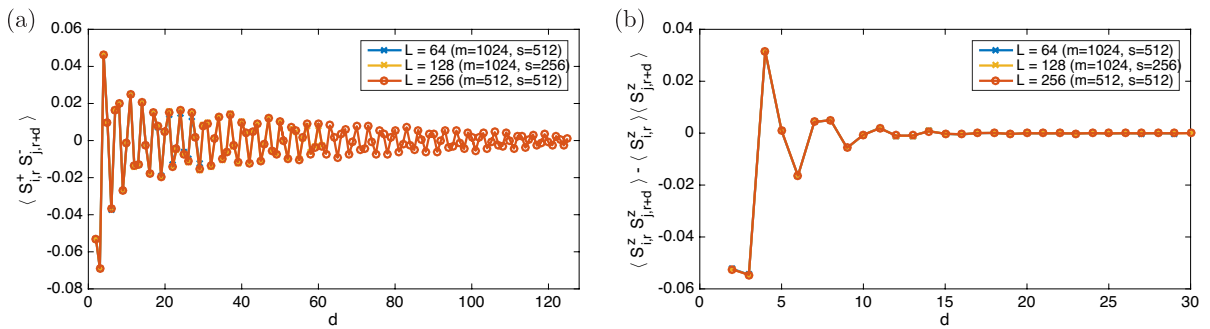 (a)
⟨ S⁺ᵢ,ᵣ S⁻ⱼ,ᵣ₊d ⟩
0.06
0.04
0.02
0
-0.02
-0.04
-0.06
-0.08
L = 64 (m=1024, s=512)
L = 128 (m=1024, s=256)
L = 256 (m=512, s=512)
0 20 40 60 80 100 120
d
(b)
⟨ Sᶻᵢ,ᵣ Sᶻⱼ,ᵣ₊d ⟩ - ⟨ Sᶻᵢ,ᵣ ⟩⟨ Sᶻⱼ,ᵣ₊d ⟩
0.04
0.02
0
-0.02
-0.04
-0.06
L = 64 (m=1024, s=512)
L = 128 (m=1024, s=256)
L = 256 (m=512, s=512)
0 5 10 15 20 25 30
d